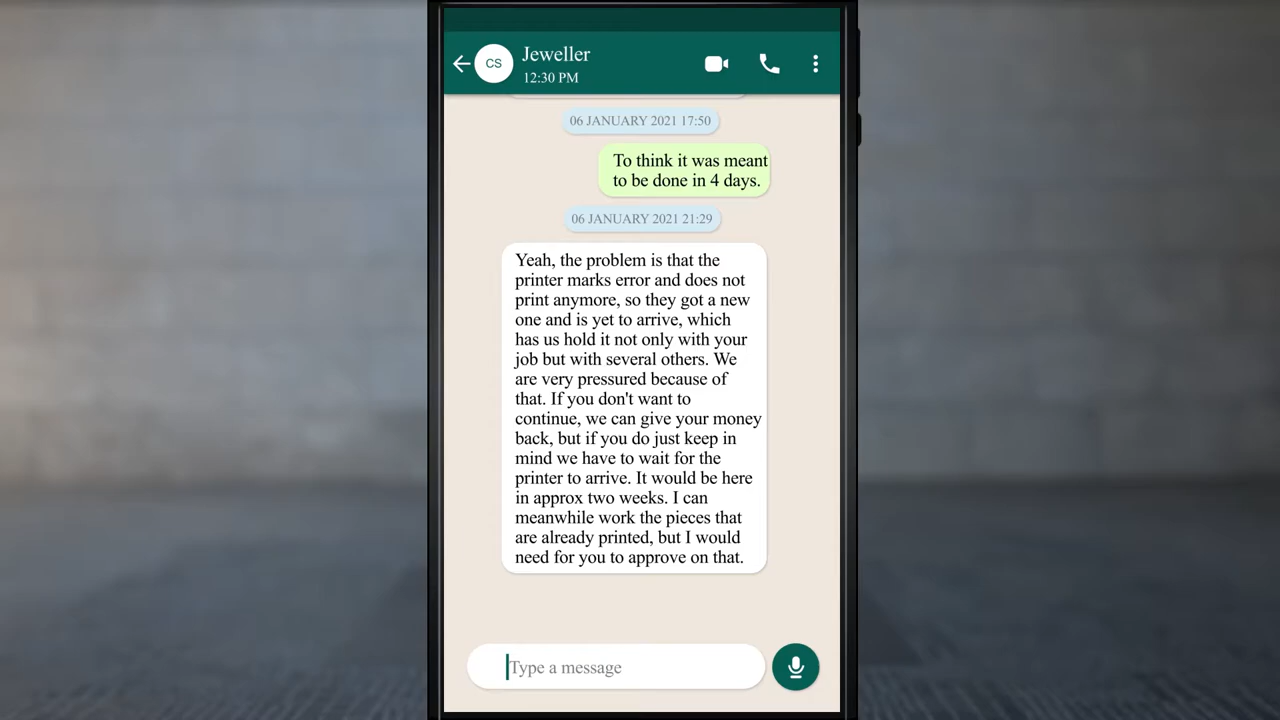 Jeweller
CS
12:30 PM
06 JANUARY 2021 17:50
To think it was meant
to be done in 4 days.
06 JANUARY 2021 21:29
Yeah, the problem is that the
printer marks error and does not
print anymore, so they got a new
one and is yet to arrive, which
has us hold it not only with your
job but with several others. We
are very pressured because of
that. If you don't want to
continue, we can give your money
back, but if you do just keep in
mind we have to wait for the
printer to arrive. It would be here
in approx two weeks. I can
meanwhile work the pieces that
are already printed, but I would
need for you to approve on that.
Type a message